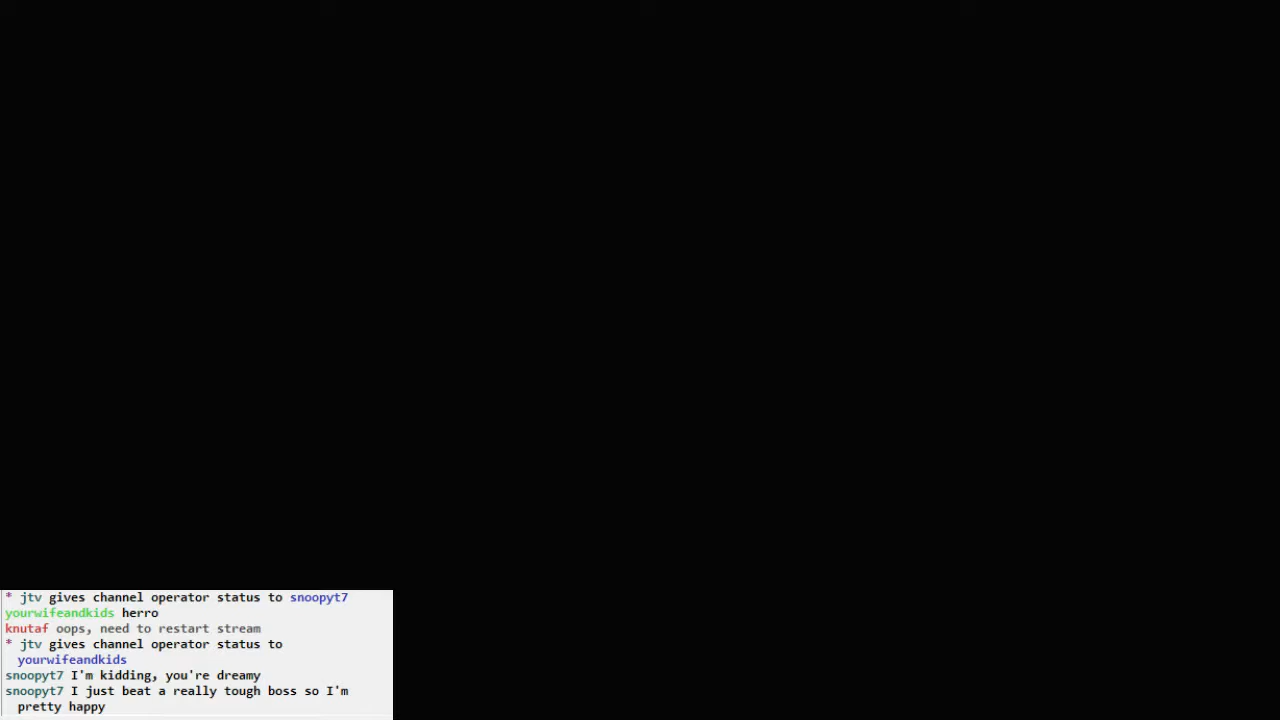 * jtv gives channel operator status to snoopyt7
yourwifeandkids herro
knutaf oops, need to restart stream
* jtv gives channel operator status to
yourwifeandkids
snoopyt7 I'm kidding, you're dreamy
snoopyt7 I just beat a really tough boss so I'm
pretty happy